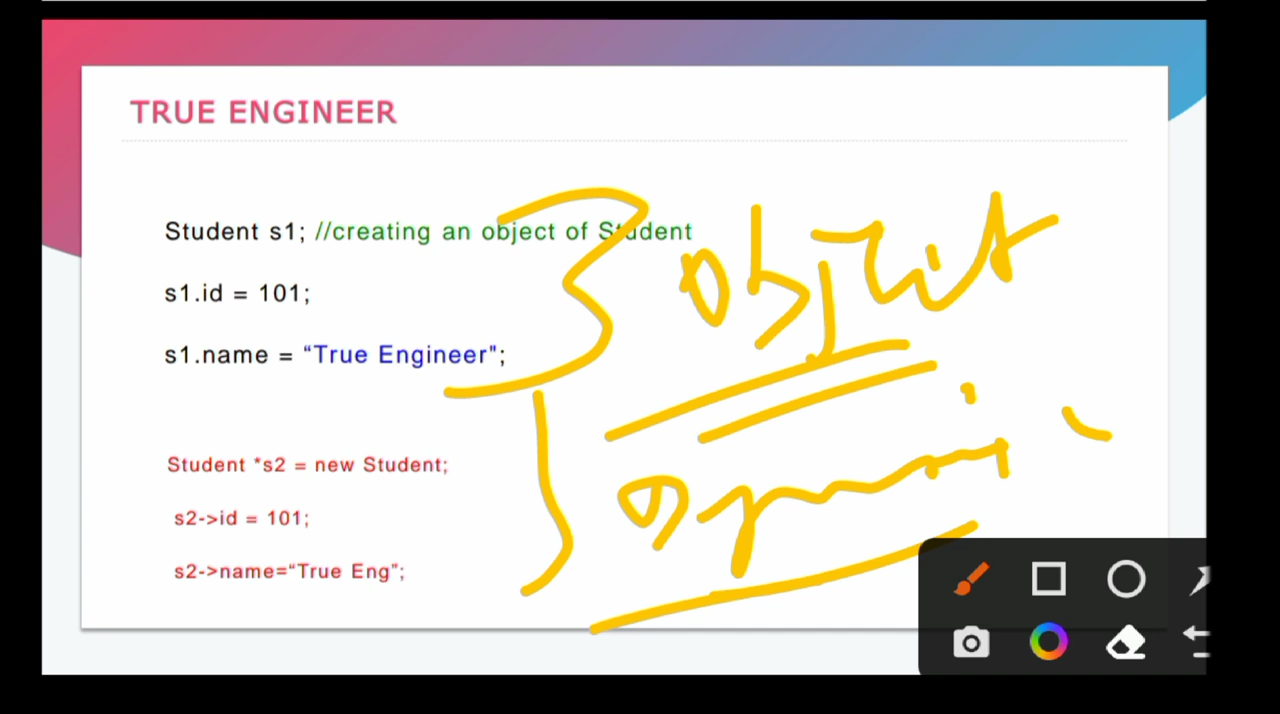 TRUE ENGINEER
Student s1; //creating an object of Student
s1.id = 101;
s1.name = “True Engineer";
object
Student *s2 = new Student;
s2->id = 101;
s2->name=“True Eng”;